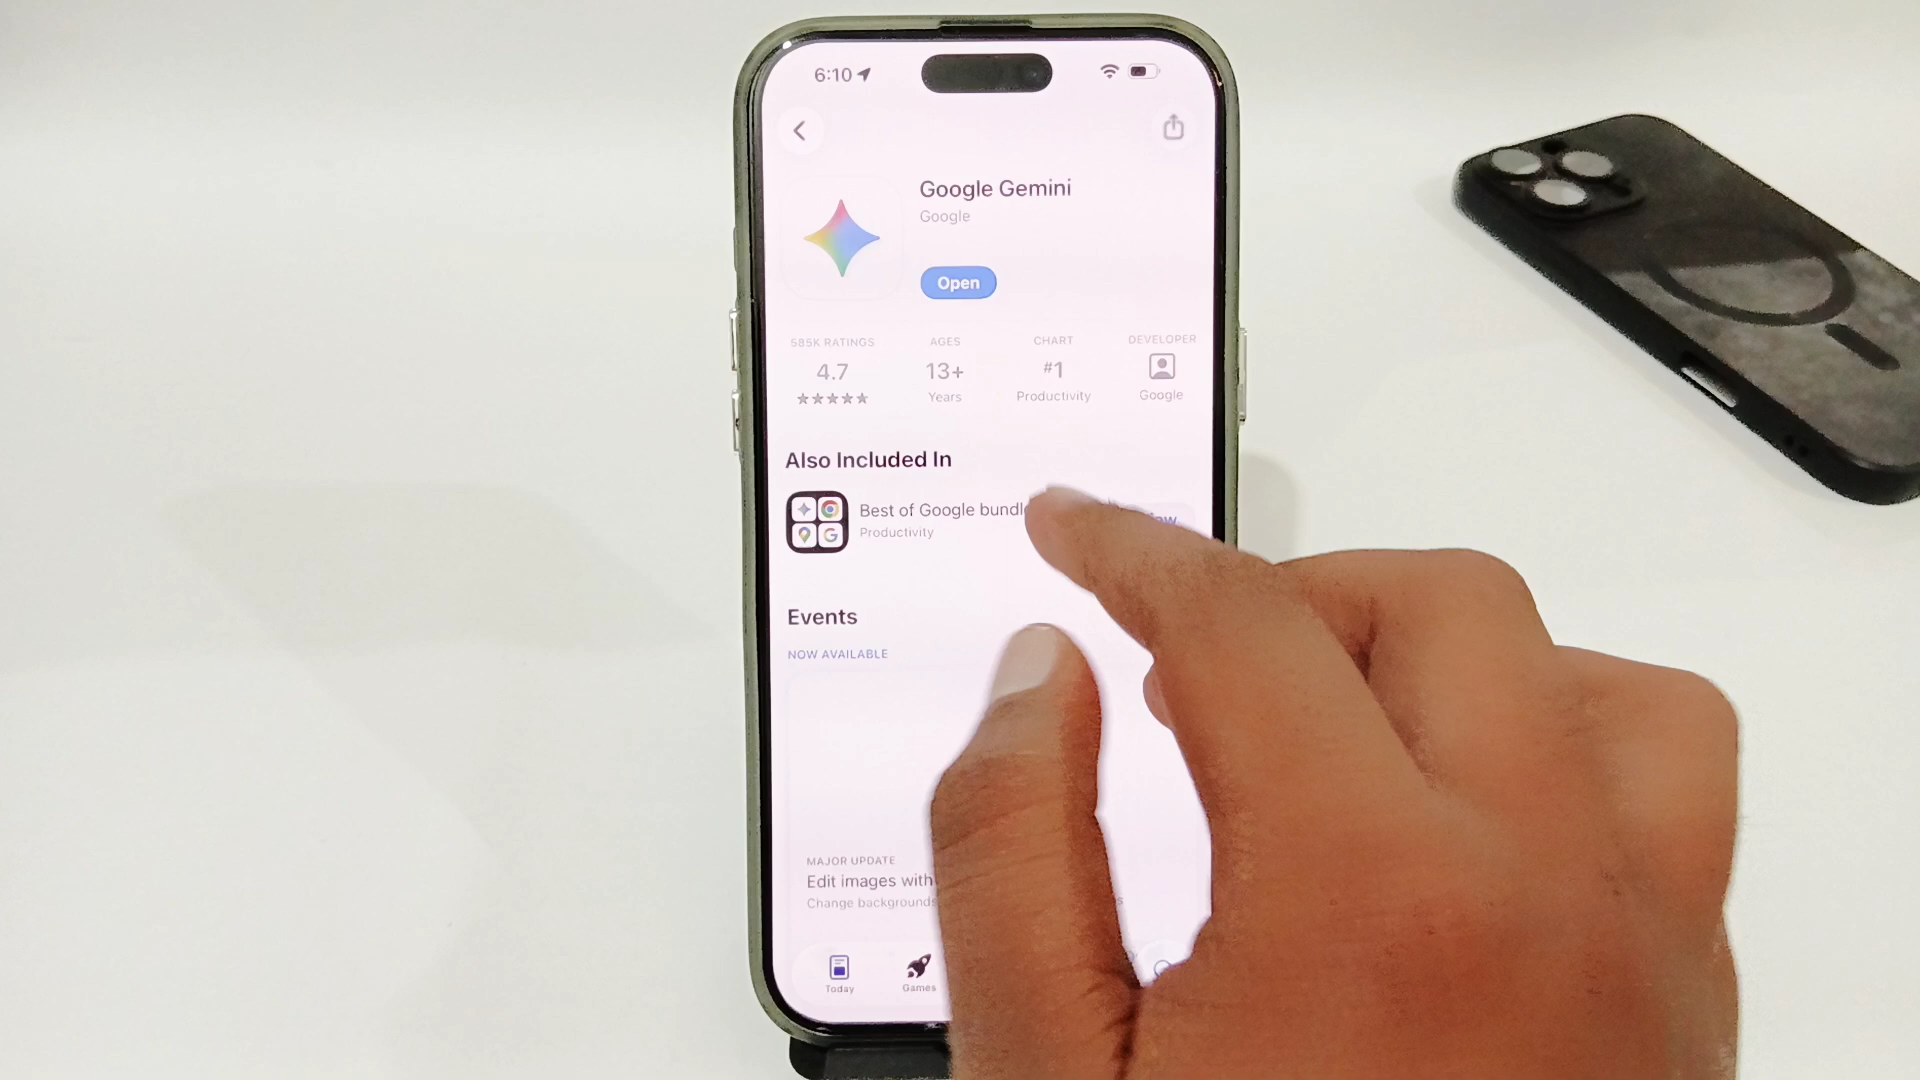 6:10
Google Gemini
Google
Open
585K RATINGS
AGES
CHART
DEVELOPER
4.7
13+
#1
Years
Productivity
Google
Also Included In
Best of Google bundle
Productivity
Events
NOW AVAILABLE
MAJOR UPDATE
Edit images with
Change backgrounds
Today
Games